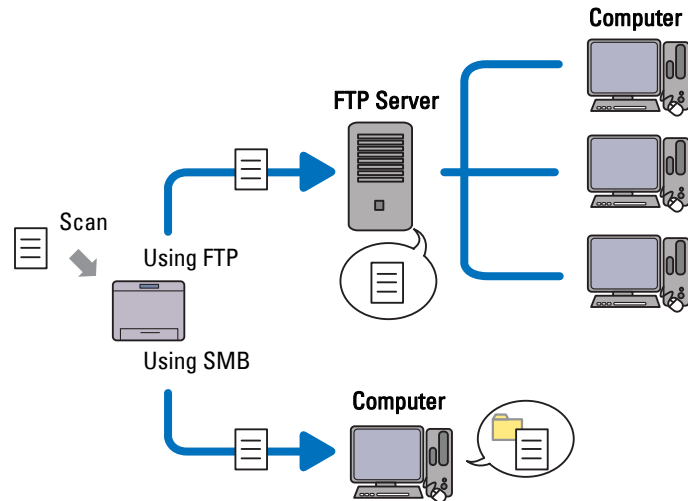 Computer
FTP Server
Scan
Using FTP
Using SMB
Computer